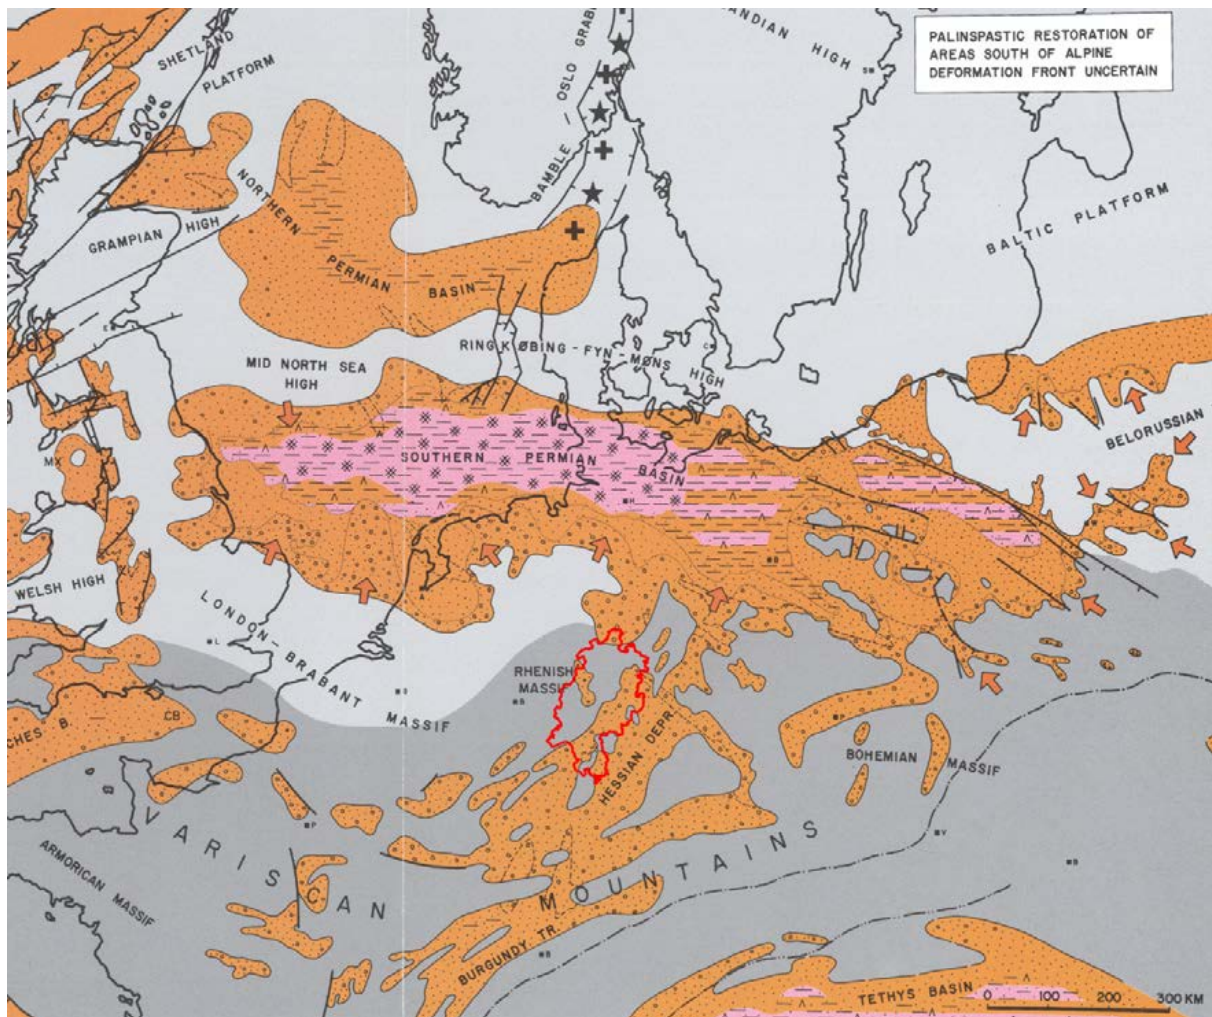 PALINSPASTIC RESTORATION OF
AREAS SOUTH OF ALPINE
DEFORMATION FRONT UNCERTAIN
SHETLAND
PLATFORM
BAMBLE - OSLO GRAB
ANDIAN HIGH
GRAMPIAN HIGH
NORTHERN
PERMIAN BASIN
BALTIC PLATFORM
MID NORTH SEA
HIGH
RINGKØBING-FYN-MØNS HIGH
BELORUSSIAN
SOUTHERN PERMIAN BASIN
H
B
WELSH HIGH
LONDON-BRABANT MASSIF
L
B
RHENISH
MASSIF
B
CHES B.
CB
HESSIAN DEPR.
P
BOHEMIAN MASSIF
P
V
B
VARISCAN MOUNTAINS
ARMORICAN MASSIF
BURGUNDY TR.
B
TETHYS BASIN
0 100 200 300 KM